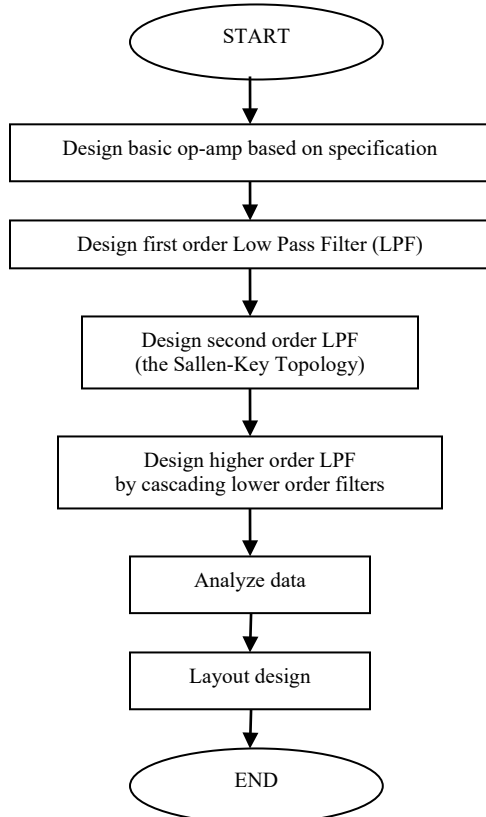 START
Design basic op-amp based on specification
Design first order Low Pass Filter (LPF)
Design second order LPF
(the Sallen-Key Topology)
Design higher order LPF
by cascading lower order filters
Analyze data
Layout design
END